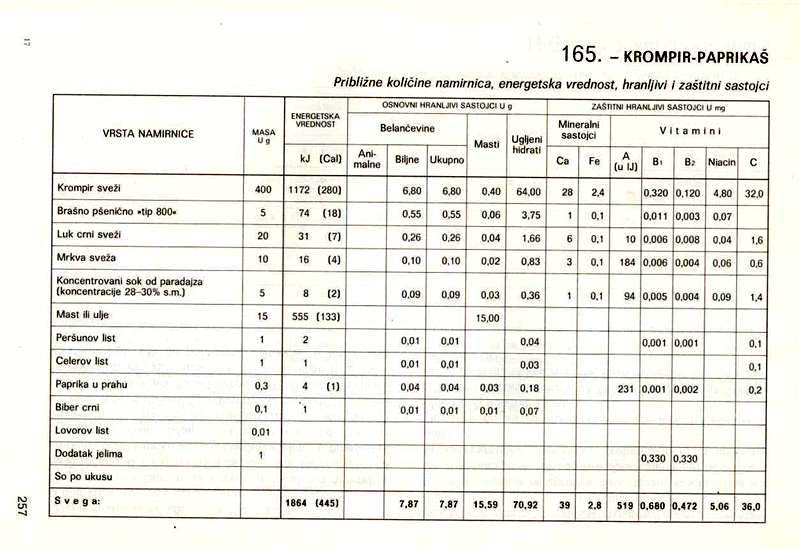 17
165. – KROMPIR-PAPRIKAŠ
Približne količine namirnica, energetska vrednost, hranljivi i zaštitni sastojci
VRSTA NAMIRNICE MASA U g ENERGETSKA VREDNOST OSNOVNI HRANLJIVI SASTOJCI U g ZAŠTITNI HRANLJIVI SASTOJCI U mg
Belančevine Masti Ugljeni hidrati Mineralni sastojci Vitamini
kJ (Cal) Ani-malne Biljne Ukupno Ca Fe A (u IJ) B1 B2 Niacin C
Krompir sveži 400 1172 (280) 6,80 6,80 0,40 64,00 28 2,4 0,320 0,120 4,80 32,0
Brašno pšenično »tip 800« 5 74 (18) 0,55 0,55 0,06 3,75 1 0,1 0,011 0,003 0,07
Luk crni sveži 20 31 (7) 0,26 0,26 0,04 1,66 6 0,1 10 0,006 0,008 0,04 1,6
Mrkva sveža 10 16 (4) 0,10 0,10 0,02 0,83 3 0,1 184 0,006 0,004 0,06 0,6
Koncentrovani sok od paradajza
(koncentracije 28–30% s.m.) 5 8 (2) 0,09 0,09 0,03 0,36 1 0,1 94 0,005 0,004 0,09 1,4
Mast ili ulje 15 555 (133) 15,00
Peršunov list 1 2 0,01 0,01 0,04 0,001 0,001 0,1
Celerov list 1 1 0,01 0,01 0,03 0,1
Paprika u prahu 0,3 4 (1) 0,04 0,04 0,03 0,18 231 0,001 0,002 0,2
Biber crni 0,1 1 0,01 0,01 0,01 0,07
Lovorov list 0,01
Dodatak jelima 1 0,330 0,330
So po ukusu
Svega: 1864 (445) 7,87 7,87 15,59 70,92 39 2,8 519 0,680 0,472 5,06 36,0
257